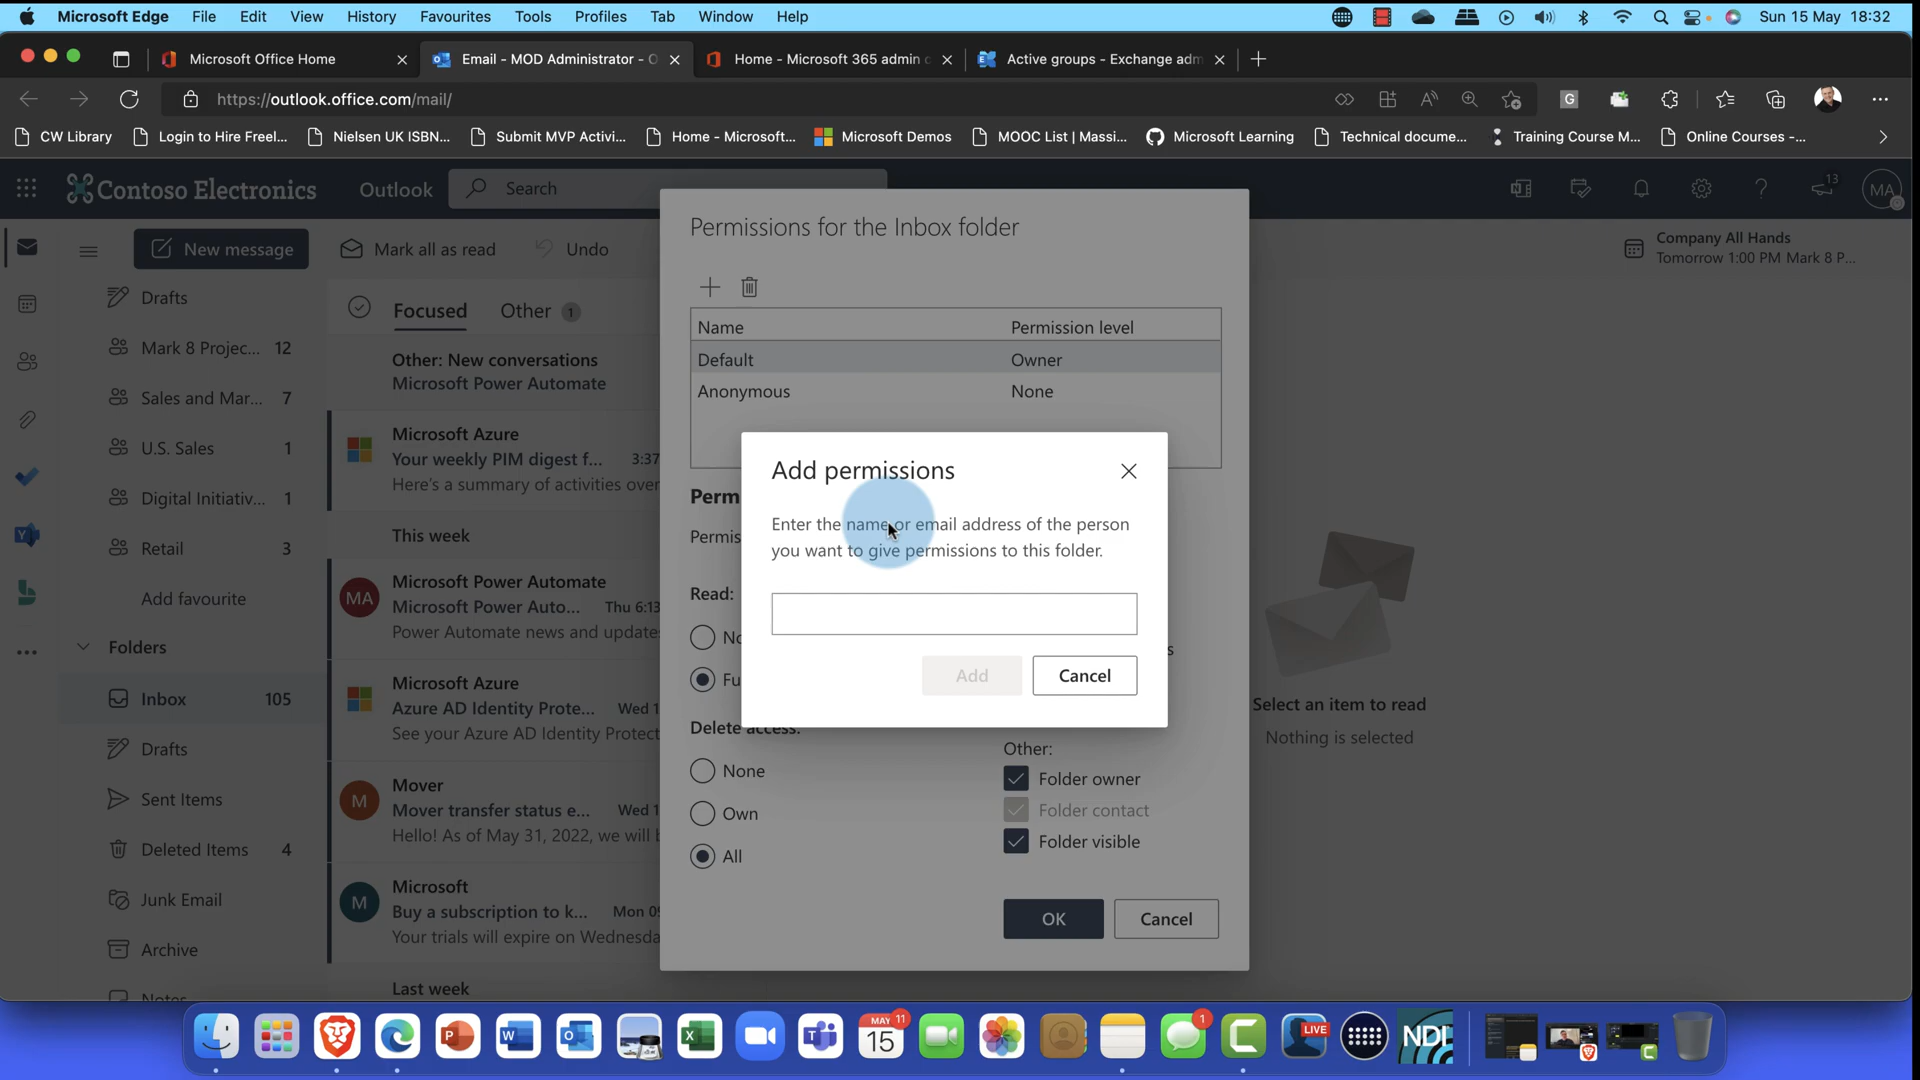 Microsoft Edge File Edit View History Favourites Tools Profiles Tab Window Help Sun 15 May 18:32
Microsoft Office Home Email - MOD Administrator - O Home - Microsoft 365 admin c Active groups - Exchange adm
https://outlook.office.com/mail/
CW Library Login to Hire Freel... Nielsen UK ISBN... Submit MVP Activi... Home - Microsoft... Microsoft Demos MOOC List | Massi... Microsoft Learning Technical docume... Training Course M... Online Courses -...
Contoso Electronics Outlook Search 13 MA
New message Mark all as read Undo
Company All Hands
Tomorrow 1:00 PM Mark 8 P...
Drafts
Mark 8 Projec... 12
Sales and Mar... 7
U.S. Sales 1
Digital Initiativ... 1
Retail 3
Add favourite
Folders
Inbox 105
Drafts
Sent Items
Deleted Items 4
Junk Email
Archive
Notes
Focused Other 1
Other: New conversations
Microsoft Power Automate
Microsoft Azure
Your weekly PIM digest f... 3:37
Here's a summary of activities over
This week
MA
Microsoft Power Automate
Microsoft Power Auto... Thu 6:13
Power Automate news and update
Microsoft Azure
Azure AD Identity Prote... Wed 1
See your Azure AD Identity Protect
M
Mover
Mover transfer status e... Wed 1
Hello! As of May 31, 2022, we will b
M
Microsoft
Buy a subscription to k... Mon 09
Your trials will expire on Wednesda
Last week
Permissions for the Inbox folder
Name Permission level
Default Owner
Anonymous None
Perm
Permis
Read:
No
Fu
s
Delete access:
None
Own
All
Other:
Folder owner
Folder contact
Folder visible
OK Cancel
Add permissions
Enter the name or email address of the person
you want to give permissions to this folder.
Add Cancel
Select an item to read
Nothing is selected
MAY 11
15
1
LIVE
NDI